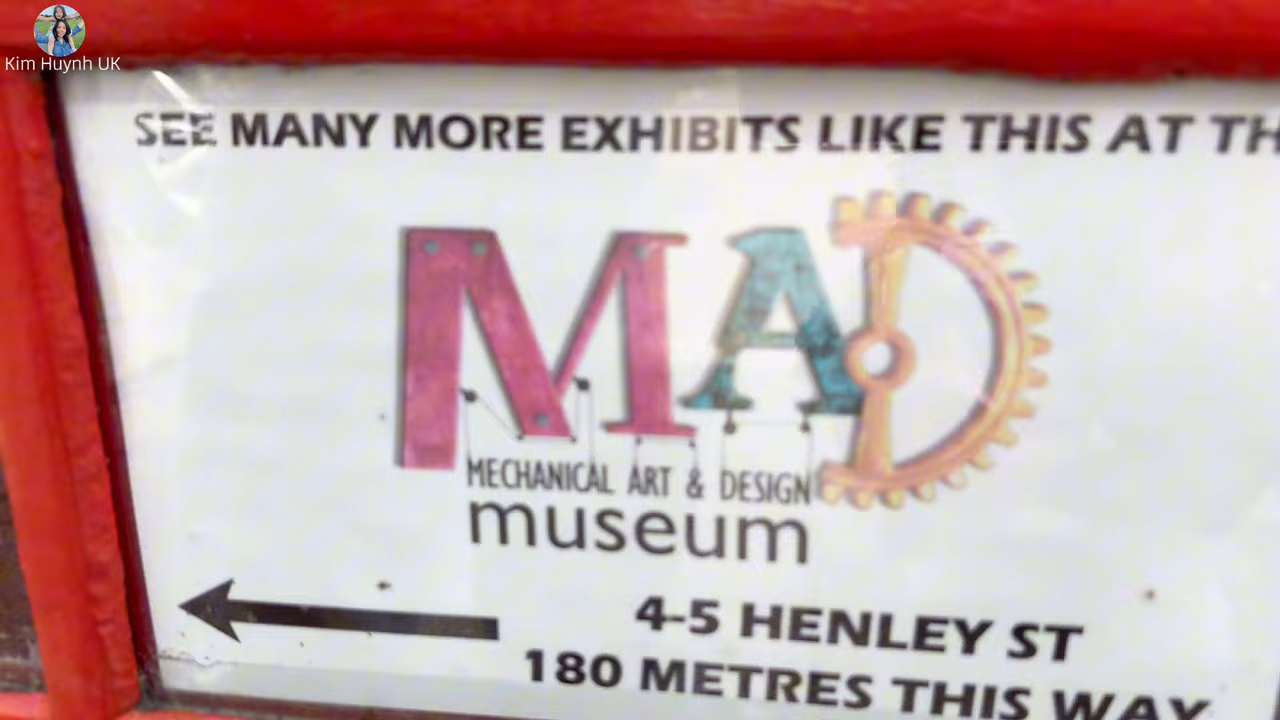 Kim Huynh UK
SEE MANY MORE EXHIBITS LIKE THIS AT TH
MAD
MECHANICAL ART & DESIGN
museum
4-5 HENLEY ST
180 METRES THIS WAY